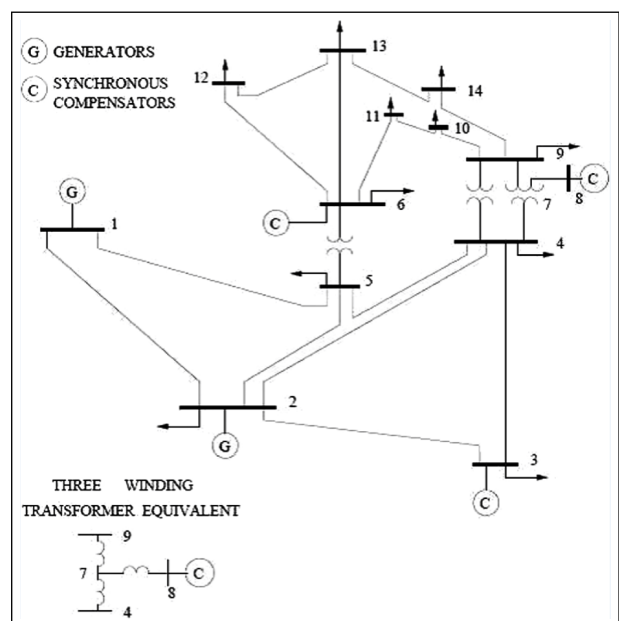 G GENERATORS
C SYNCHRONOUS
COMPENSATORS
13
12
14
11
10
9
C
8
7
G
1
C
6
4
5
2
G
3
C
THREE WINDING
TRANSFORMER EQUIVALENT
9
7
C
8
4